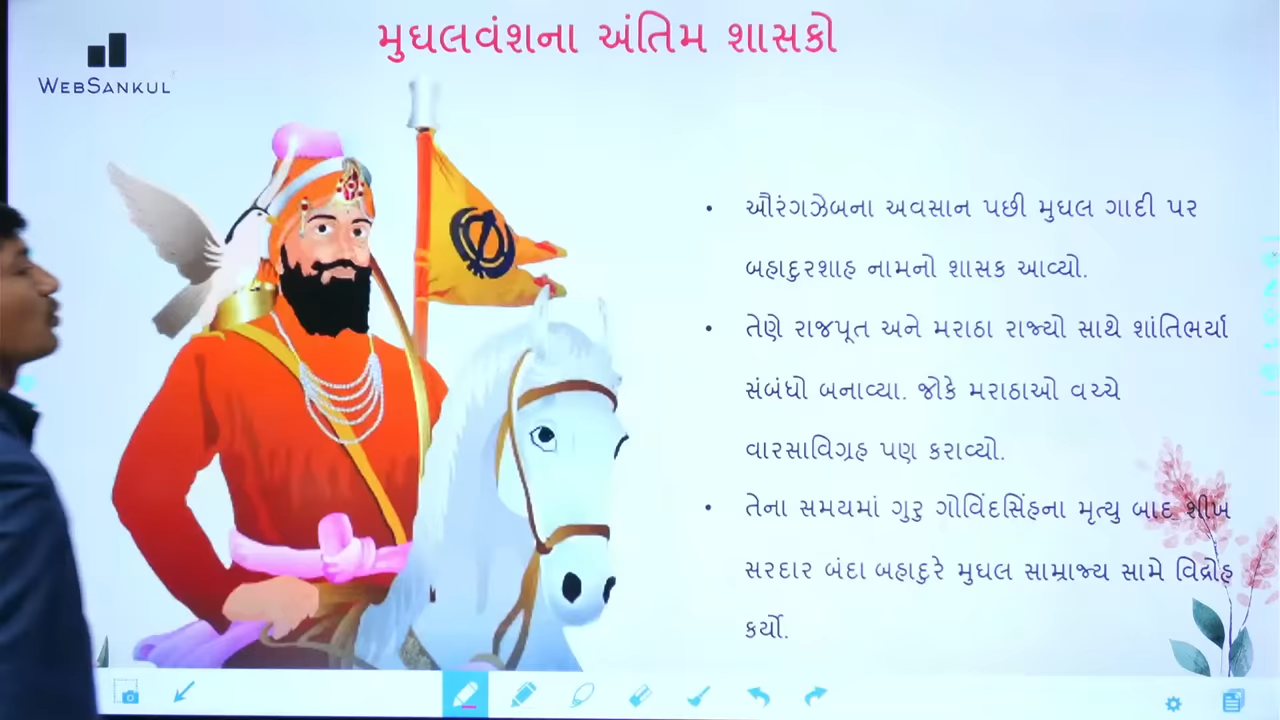 મુઘલવંશના અંતિમ શાસકો
WEBSANKUL
• ઔરંગઝેબના અવસાન પછી મુઘલ ગાદી પર
બહાદુરશાહ નામનો શાસક આવ્યો.
• તેણે રાજપૂત અને મરાઠા રાજ્યો સાથે શાંતિભર્યા
સંબંધો બનાવ્યા. જોકે મરાઠાઓ વચ્ચે
વારસાવિગ્રહ પણ કરાવ્યો.
• તેના સમયમાં ગુરુ ગોવિંદસિંહના મૃત્યુ બાદ શીખ
સરદાર બંદા બહાદુરે મુઘલ સામ્રાજ્ય સામે વિદ્રોહ
કર્યો.